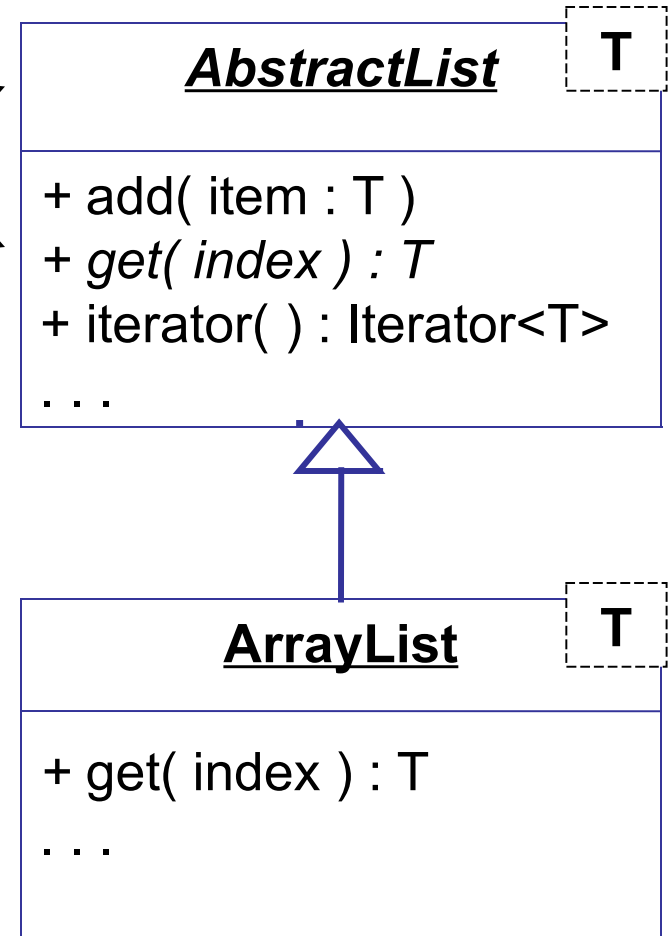 T
AbstractList
+ add( item : T )
+ get( index ) : T
+ iterator( ) : Iterator<T>
. . .
T
ArrayList
+ get( index ) : T
. . .